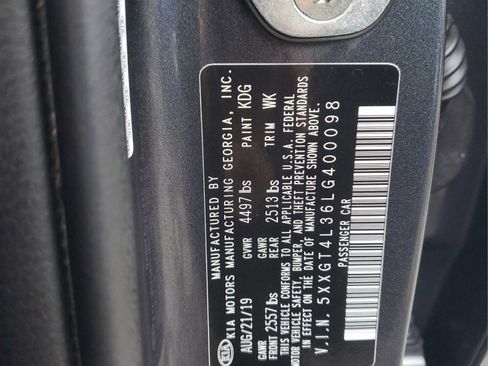 MANUFACTURED BY
KIA KIA MOTORS MANUFACTURING GEORGIA, INC.
AUG/21/19 GVWR 4497 lbs PAINT KDG
GAWR FRONT 2557 lbs GAWR REAR 2513 lbs TRIM WK
THIS VEHICLE CONFORMS TO ALL APPLICABLE U.S.A. FEDERAL
MOTOR VEHICLE SAFETY, BUMPER, AND THEFT PREVENTION STANDARDS
IN EFFECT ON THE DATE OF MANUFACTURE SHOWN ABOVE.
V.I.N. 5XXGT4L36LG400098
PASSENGER CAR